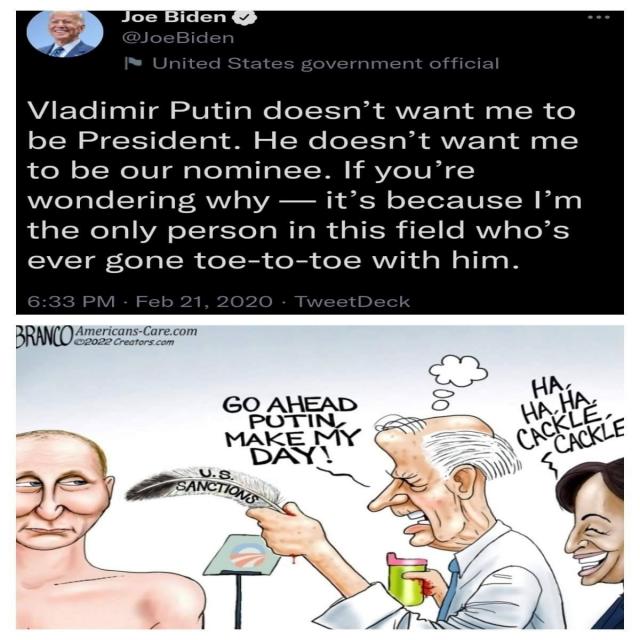 Joe Biden
@JoeBiden
United States government official
Vladimir Putin doesn't want me to
be President. He doesn't want me
to be our nominee. If you're
wondering why — it's because I'm
the only person in this field who's
ever gone toe-to-toe with him.
6:33 PM · Feb 21, 2020 · TweetDeck
BRANCO Americans-Care.com
©2022 Creators.com
GO AHEAD
PUTIN,
MAKE MY
DAY!
HA,
HA, HA,
CACKLE,
CACKLE
U.S.
SANCTIONS